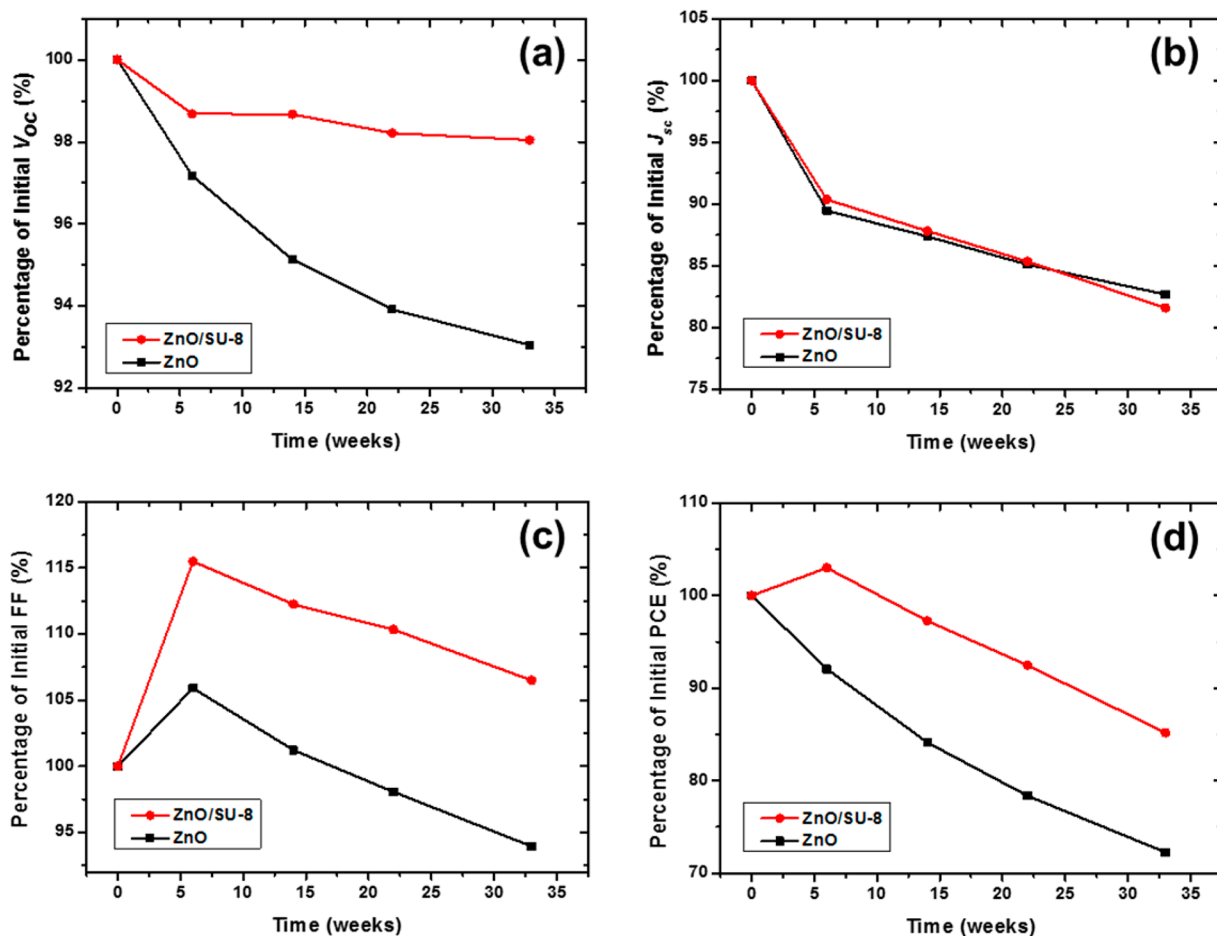 (a)
Percentage of Initial VOC (%)
100
98
96
94
92
ZnO/SU-8
ZnO
0 5 10 15 20 25 30 35
Time (weeks)
(b)
Percentage of Initial Jsc (%)
105
100
95
90
85
80
75
ZnO/SU-8
ZnO
0 5 10 15 20 25 30 35
Time (weeks)
(c)
Percentage of Initial FF (%)
120
115
110
105
100
95
ZnO/SU-8
ZnO
0 5 10 15 20 25 30 35
Time (weeks)
(d)
Percentage of Initial PCE (%)
110
100
90
80
70
ZnO/SU-8
ZnO
0 5 10 15 20 25 30 35
Time (weeks)